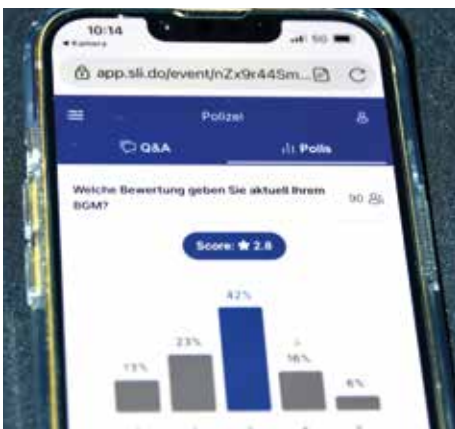 10:14
◄ Kamera
5G
app.sli.do/event/nZx9r44Sm...
Polizei
Q&A
Polls
Welche Bewertung geben Sie aktuell Ihrem
BGM?
90
Score: ★ 2.8
42%
23%
16%
13%
6%